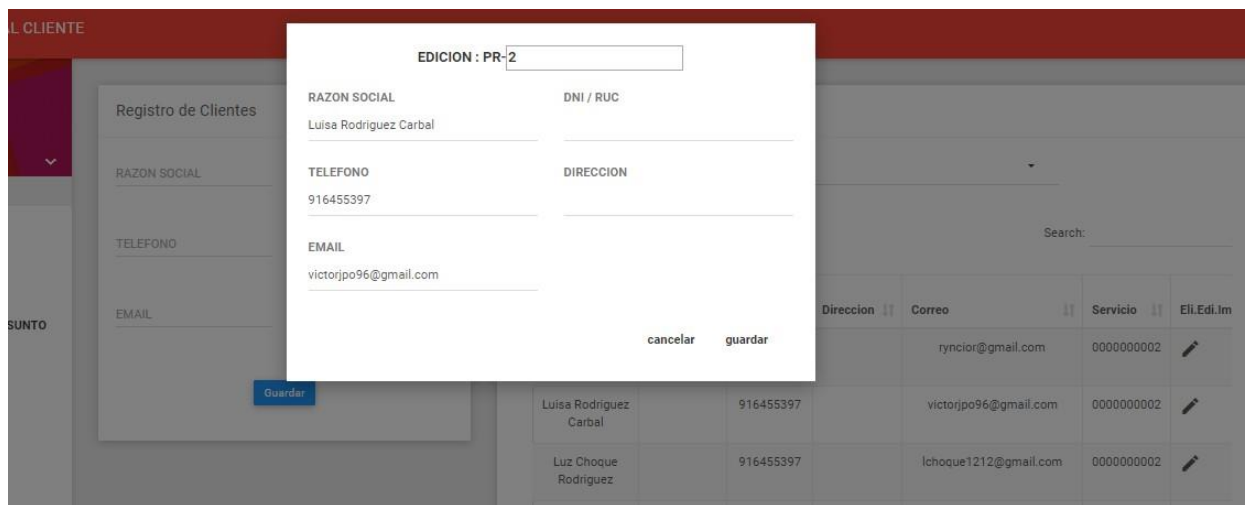 AL CLIENTE
EDICION : PR-2
RAZON SOCIAL
DNI / RUC
Luisa Rodriguez Carbal
TELEFONO
DIRECCION
916455397
EMAIL
victorjpo96@gmail.com
cancelar
guardar
Registro de Clientes
RAZON SOCIAL
TELEFONO
EMAIL
Guardar
SUNTO
Search:
Direccion
Correo
Servicio
Eli.Edi.Im
ryncior@gmail.com
0000000002
Luisa Rodriguez
Carbal
916455397
victorjpo96@gmail.com
0000000002
Luz Choque
Rodriguez
916455397
lchoque1212@gmail.com
0000000002